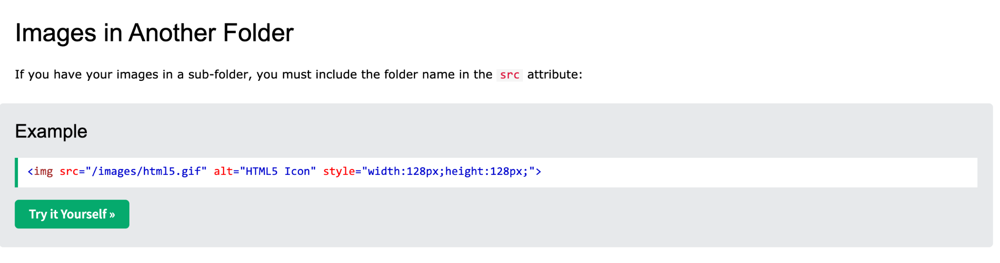 Images in Another Folder
If you have your images in a sub-folder, you must include the folder name in the src attribute:
Example
<img src="/images/html5.gif" alt="HTML5 Icon" style="width:128px;height:128px;">
Try it Yourself »